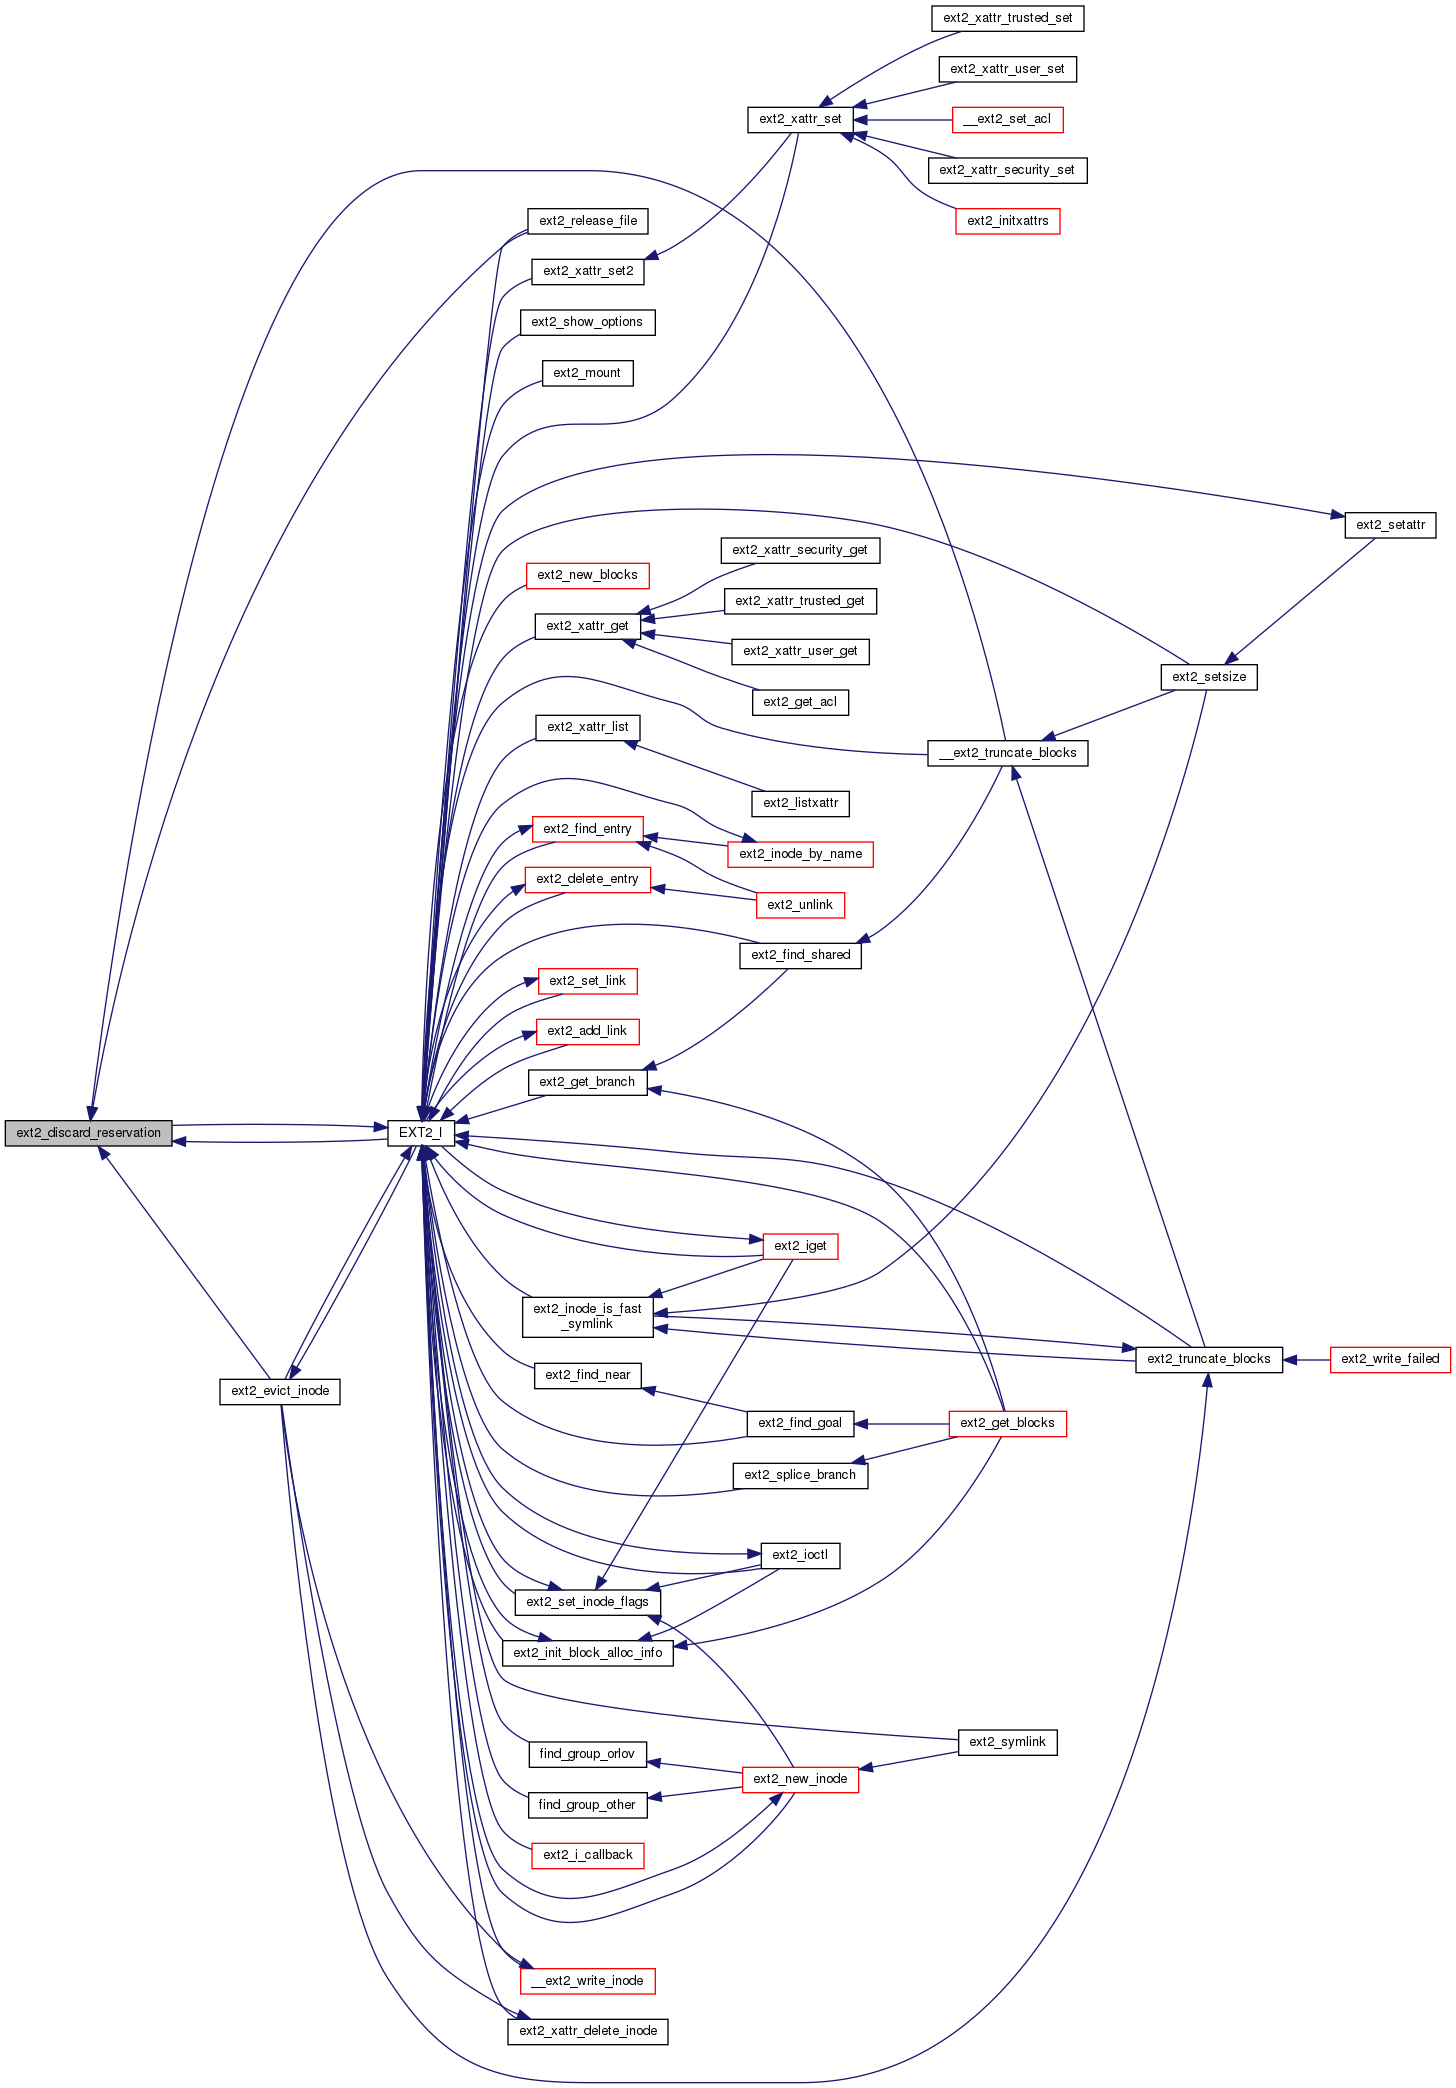 ext2_xattr_trusted_set
ext2_xattr_user_set
ext2_xattr_set
__ext2_set_acl
ext2_xattr_security_set
ext2_release_file
ext2_initxattrs
ext2_xattr_set2
ext2_show_options
ext2_mount
ext2_setattr
ext2_xattr_security_get
ext2_new_blocks
ext2_xattr_trusted_get
ext2_xattr_get
ext2_xattr_user_get
ext2_setsize
ext2_get_acl
ext2_xattr_list
__ext2_truncate_blocks
ext2_listxattr
ext2_find_entry
ext2_inode_by_name
ext2_delete_entry
ext2_unlink
ext2_find_shared
ext2_set_link
ext2_add_link
ext2_get_branch
ext2_discard_reservation
EXT2_I
ext2_iget
ext2_inode_is_fast
_symlink
ext2_truncate_blocks
ext2_write_failed
ext2_find_near
ext2_evict_inode
ext2_find_goal
ext2_get_blocks
ext2_splice_branch
ext2_ioctl
ext2_set_inode_flags
ext2_init_block_alloc_info
ext2_symlink
find_group_orlov
ext2_new_inode
find_group_other
ext2_i_callback
__ext2_write_inode
ext2_xattr_delete_inode